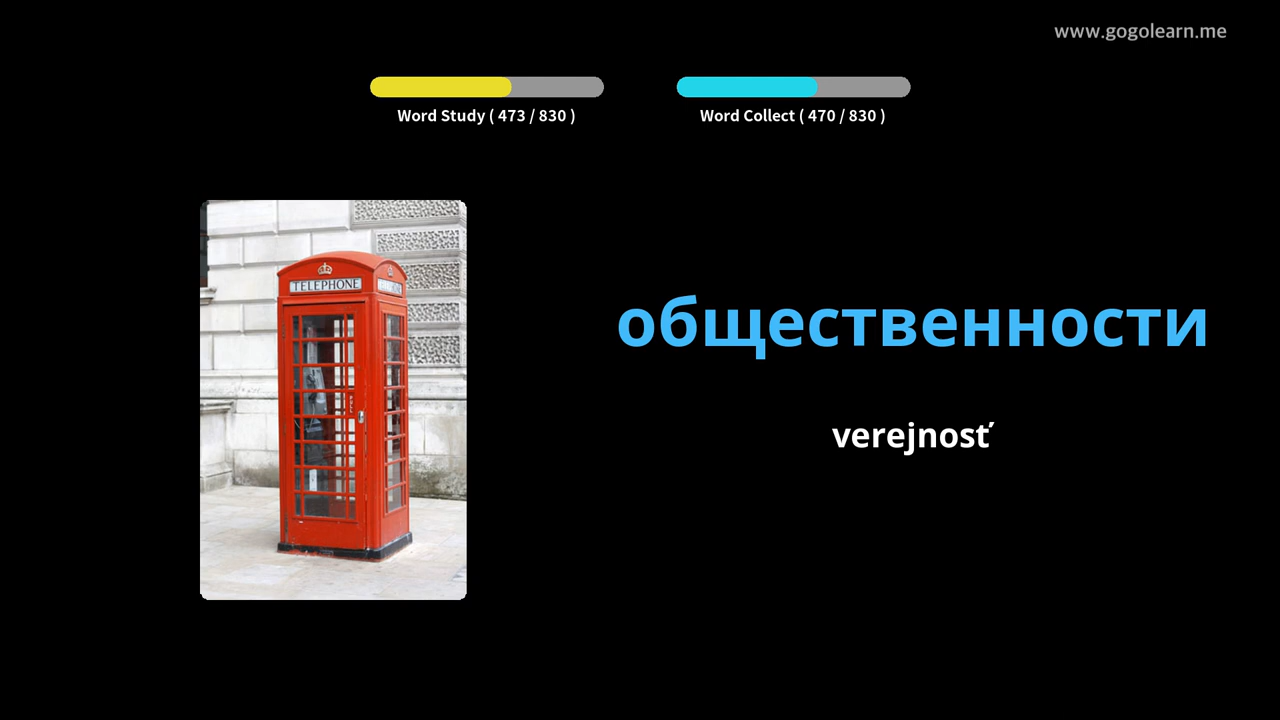 www.gogolearn.me
Word Study ( 473 / 830 )
Word Collect ( 470 / 830 )
TELEPHONE
общественности
verejnosť